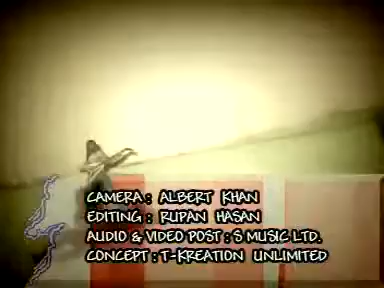 CAMERA : ALBERT KHAN
EDITING : RUPAN HASAN
AUDIO & VIDEO POST : S MUSIC LTD.
CONCEPT : T-KREATION UNLIMITED